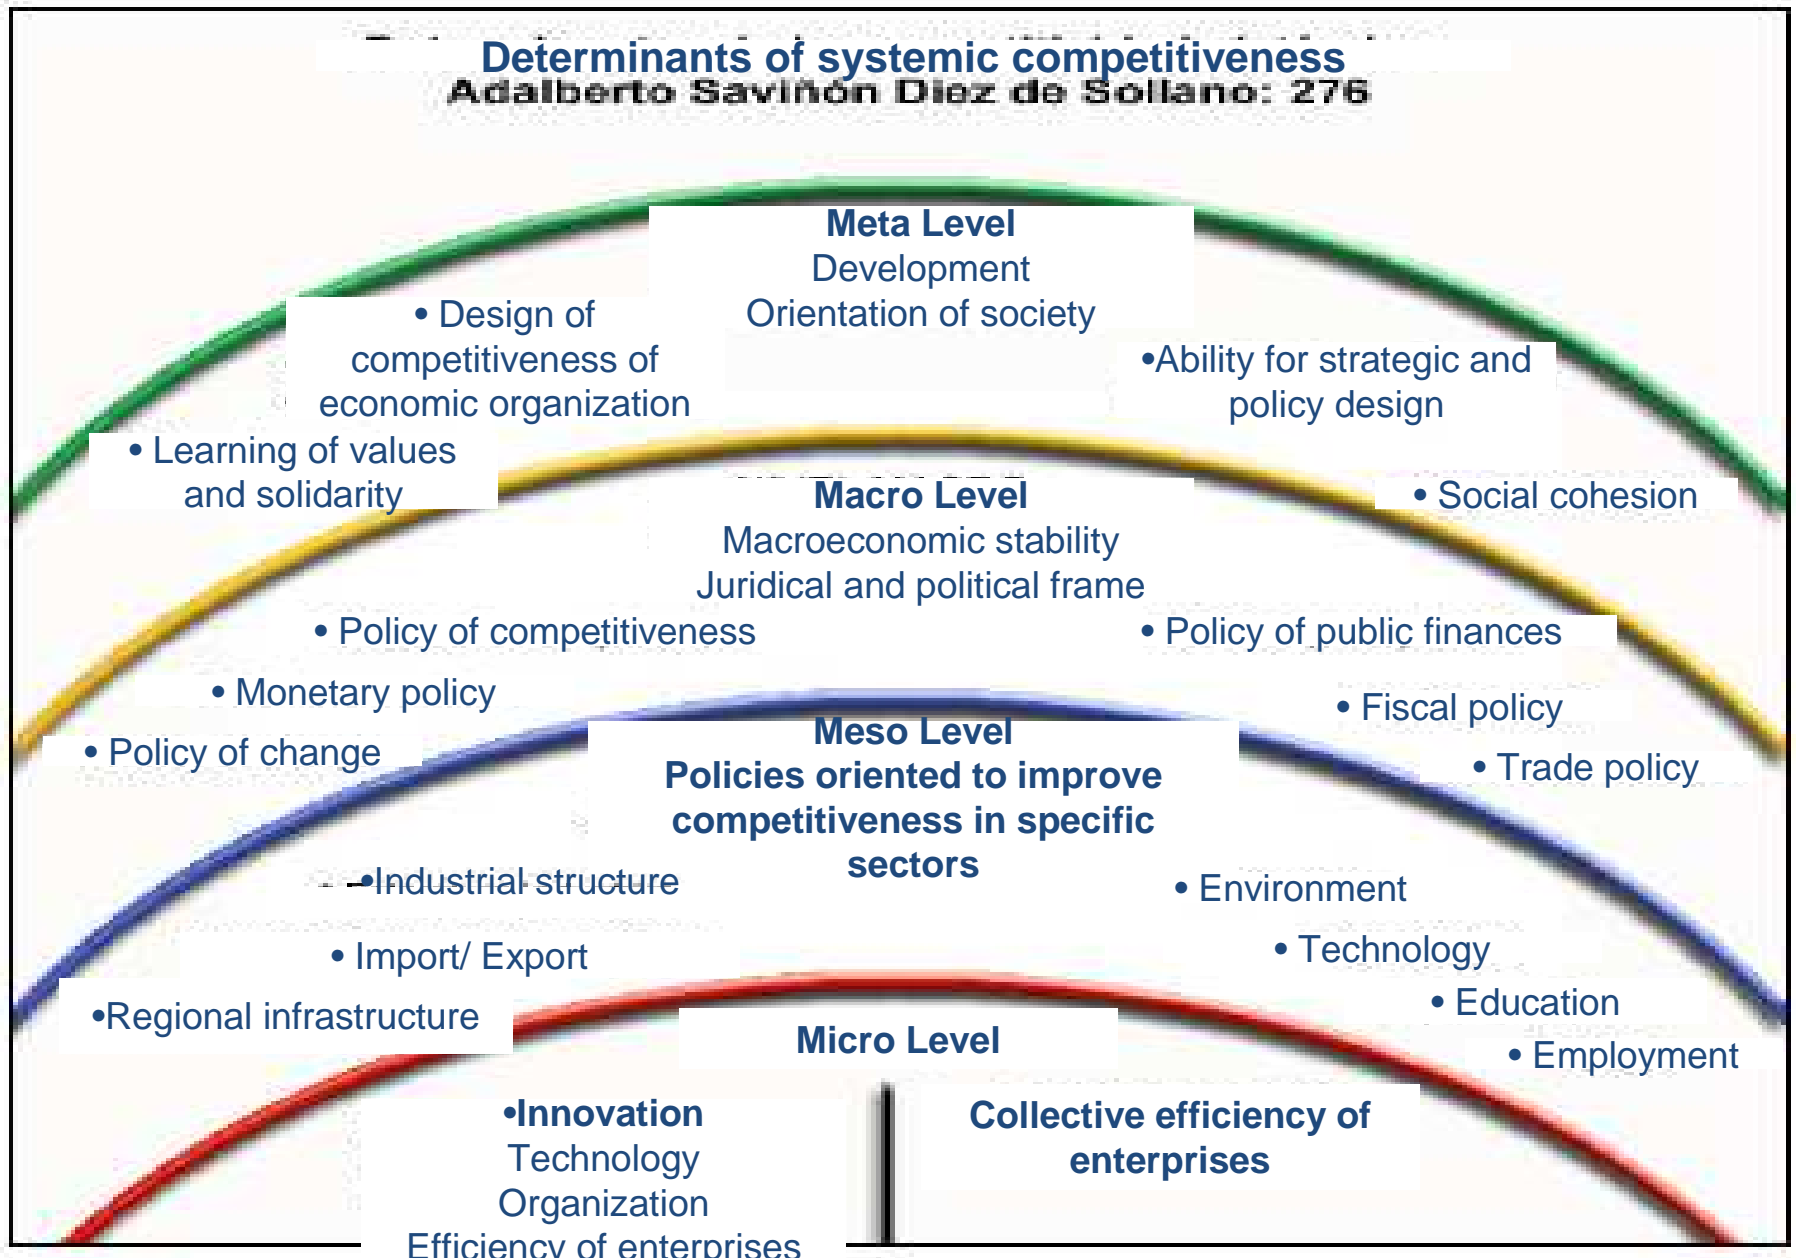 Determinants of systemic competitiveness
Adalberto Saviñón Diez de Sollano: 276
Meta Level
Development
Orientation of society
• Design of
competitiveness of
economic organization
•Ability for strategic and
policy design
• Learning of values
and solidarity
• Social cohesion
Macro Level
Macroeconomic stability
Juridical and political frame
• Policy of competitiveness
• Policy of public finances
• Monetary policy
• Fiscal policy
• Policy of change
• Trade policy
Meso Level
Policies oriented to improve
competitiveness in specific
sectors
•Industrial structure
• Environment
• Import/ Export
• Technology
•Regional infrastructure
• Education
• Employment
Micro Level
•Innovation
Technology
Organization
Efficiency of enterprises
Collective efficiency of
enterprises